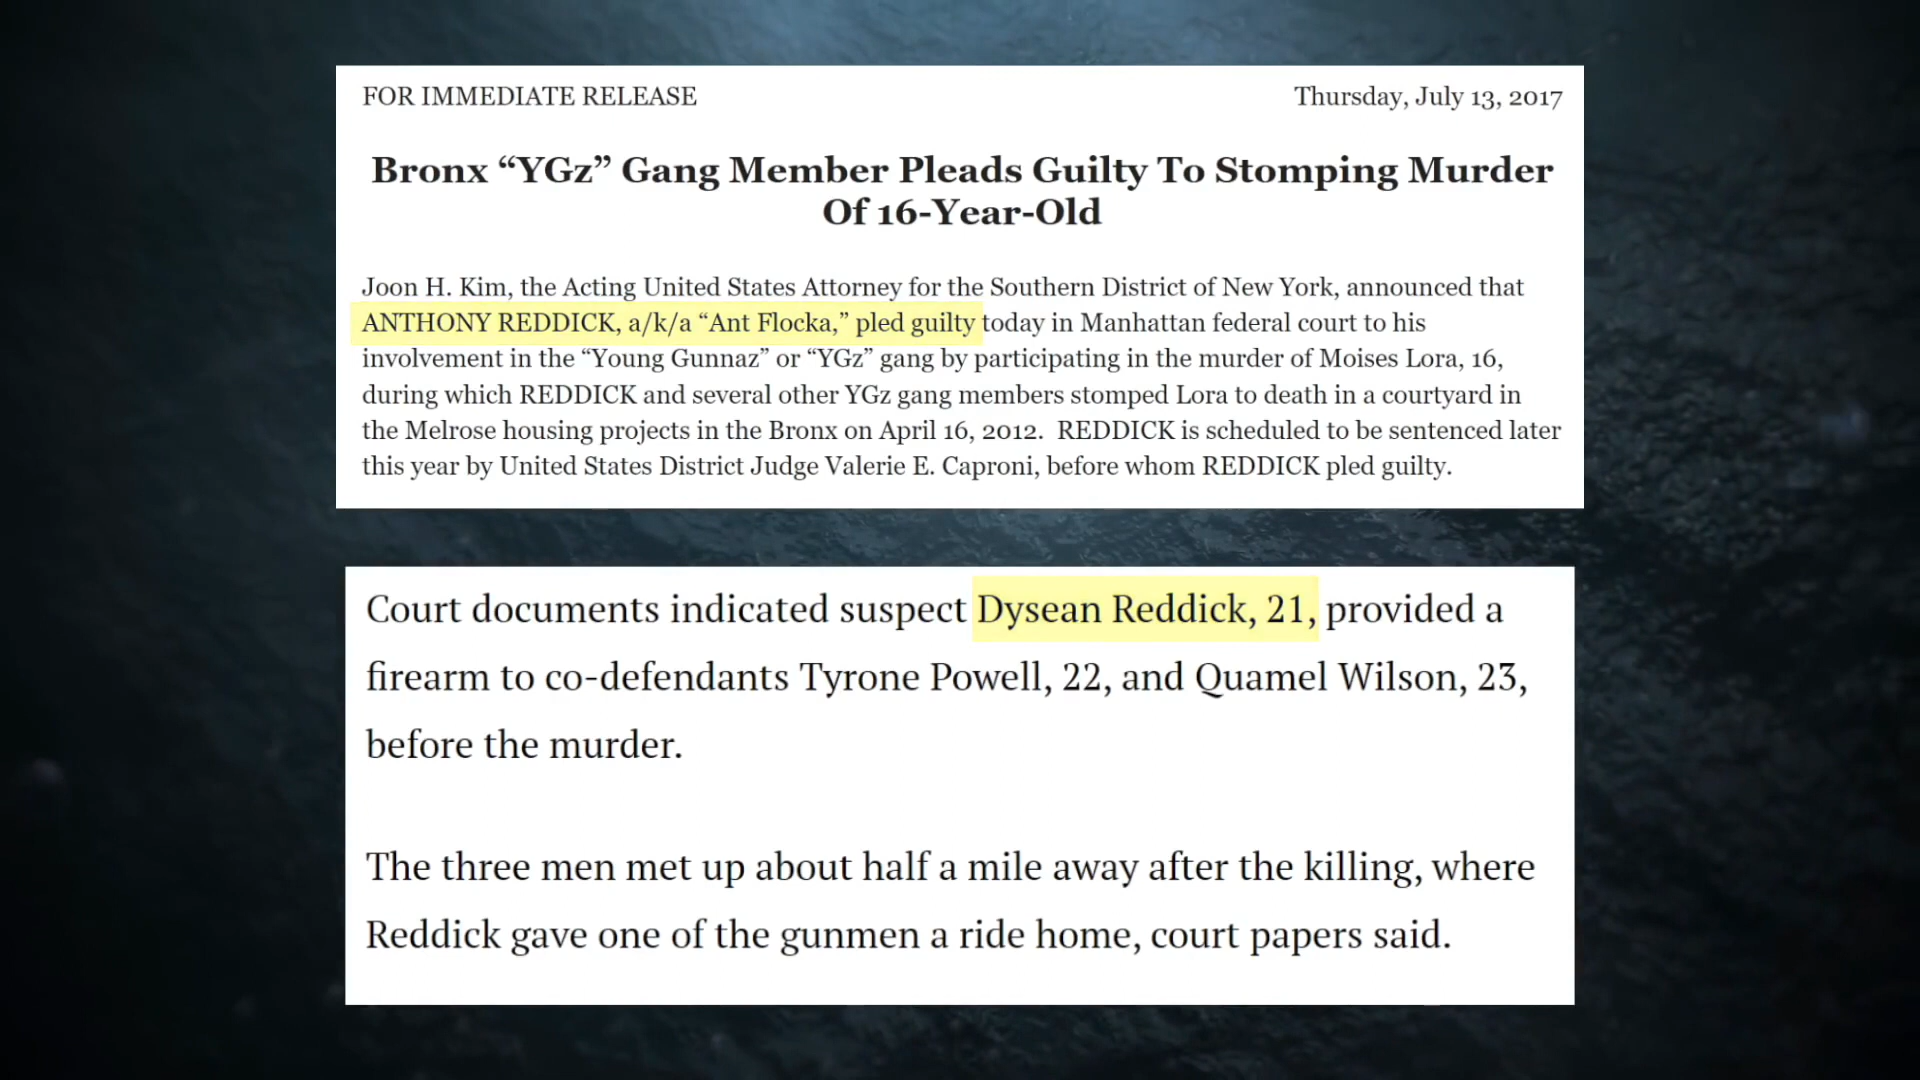 FOR IMMEDIATE RELEASE Thursday, July 13, 2017
Bronx “YGz” Gang Member Pleads Guilty To Stomping Murder
Of 16-Year-Old
Joon H. Kim, the Acting United States Attorney for the Southern District of New York, announced that
ANTHONY REDDICK, a/k/a “Ant Flocka,” pled guilty today in Manhattan federal court to his
involvement in the “Young Gunnaz” or “YGz” gang by participating in the murder of Moises Lora, 16,
during which REDDICK and several other YGz gang members stomped Lora to death in a courtyard in
the Melrose housing projects in the Bronx on April 16, 2012.  REDDICK is scheduled to be sentenced later
this year by United States District Judge Valerie E. Caproni, before whom REDDICK pled guilty.
Court documents indicated suspect Dysean Reddick, 21, provided a
firearm to co-defendants Tyrone Powell, 22, and Quamel Wilson, 23,
before the murder.
The three men met up about half a mile away after the killing, where
Reddick gave one of the gunmen a ride home, court papers said.